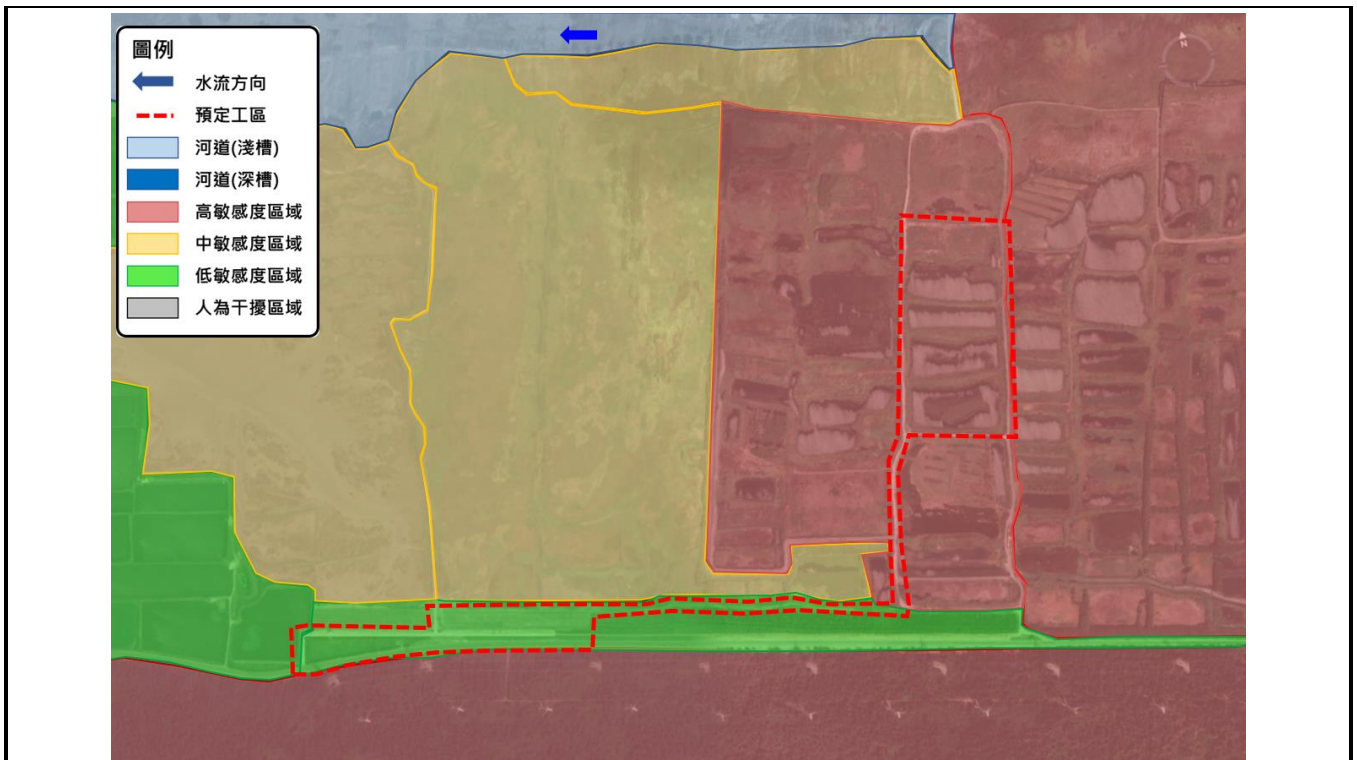 圖例
水流方向
預定工區
河道(淺槽)
河道(深槽)
高敏感度區域
中敏感度區域
低敏感度區域
人為干擾區域
N